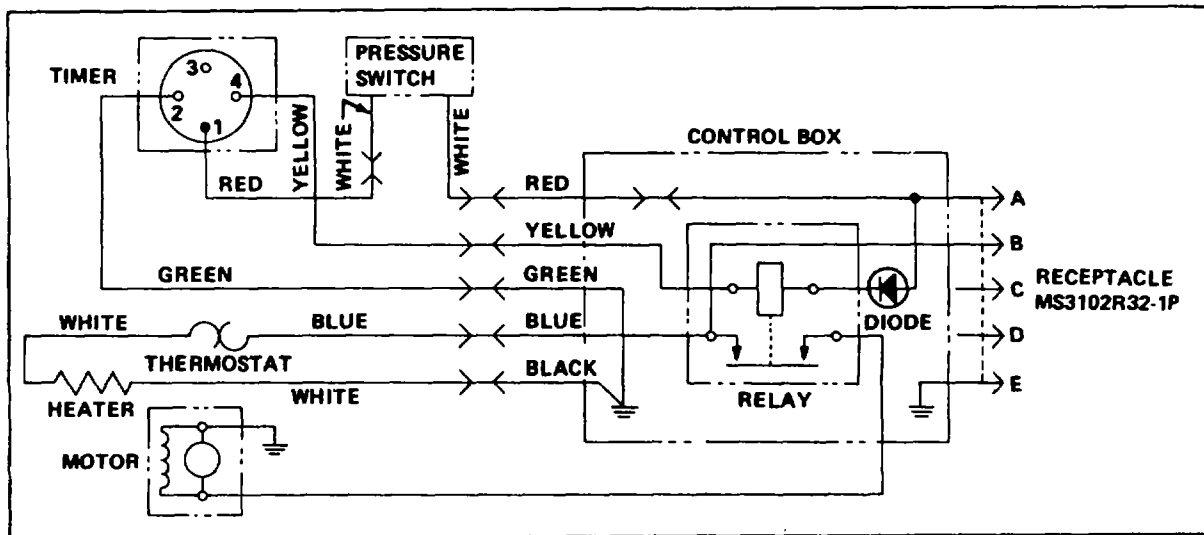 TIMER
3
4
2
1
PRESSURE
SWITCH
YELLOW
WHITE
WHITE
RED
CONTROL BOX
RED
A
YELLOW
B
GREEN
GREEN
C
RECEPTACLE
MS3102R32-1P
DIODE
WHITE
BLUE
BLUE
D
THERMOSTAT
BLACK
E
HEATER
WHITE
RELAY
MOTOR